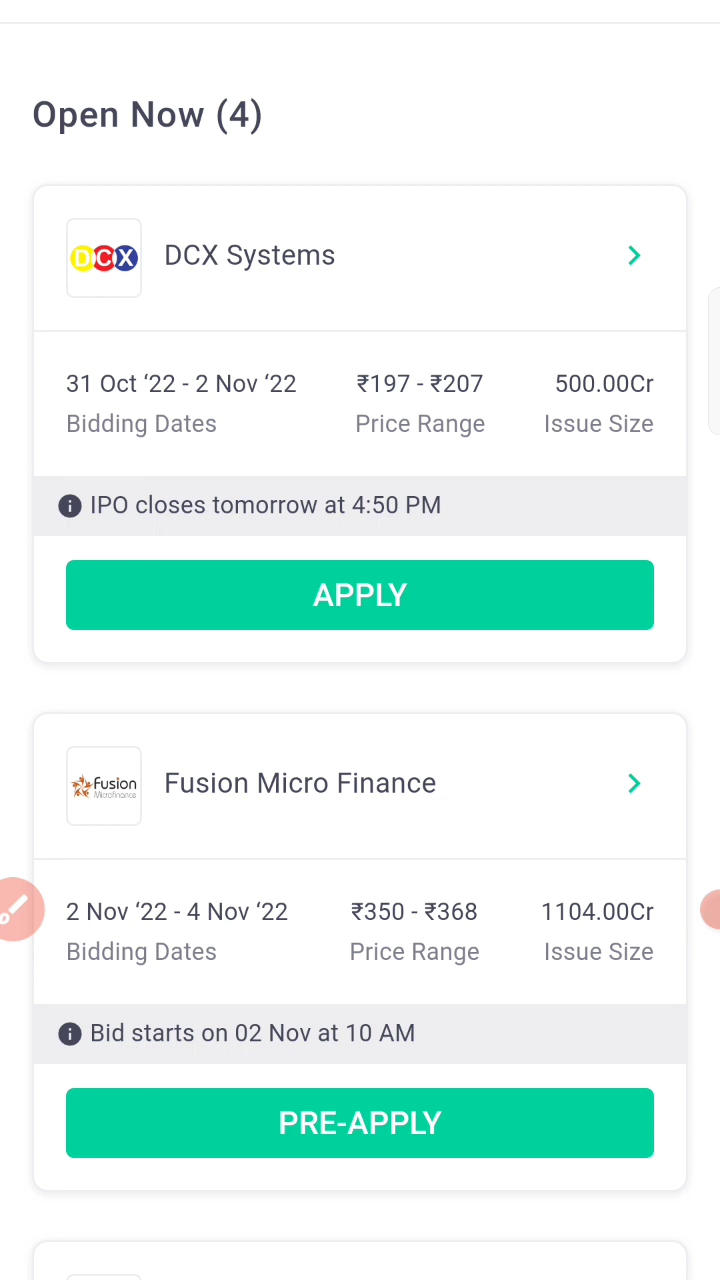 Open Now (4)
DCX
DCX Systems
31 Oct ‘22 - 2 Nov ‘22 ₹197 - ₹207 500.00Cr
Bidding Dates Price Range Issue Size
IPO closes tomorrow at 4:50 PM
APPLY
Fusion
Microfinance
Fusion Micro Finance
2 Nov ‘22 - 4 Nov ‘22 ₹350 - ₹368 1104.00Cr
Bidding Dates Price Range Issue Size
Bid starts on 02 Nov at 10 AM
PRE-APPLY